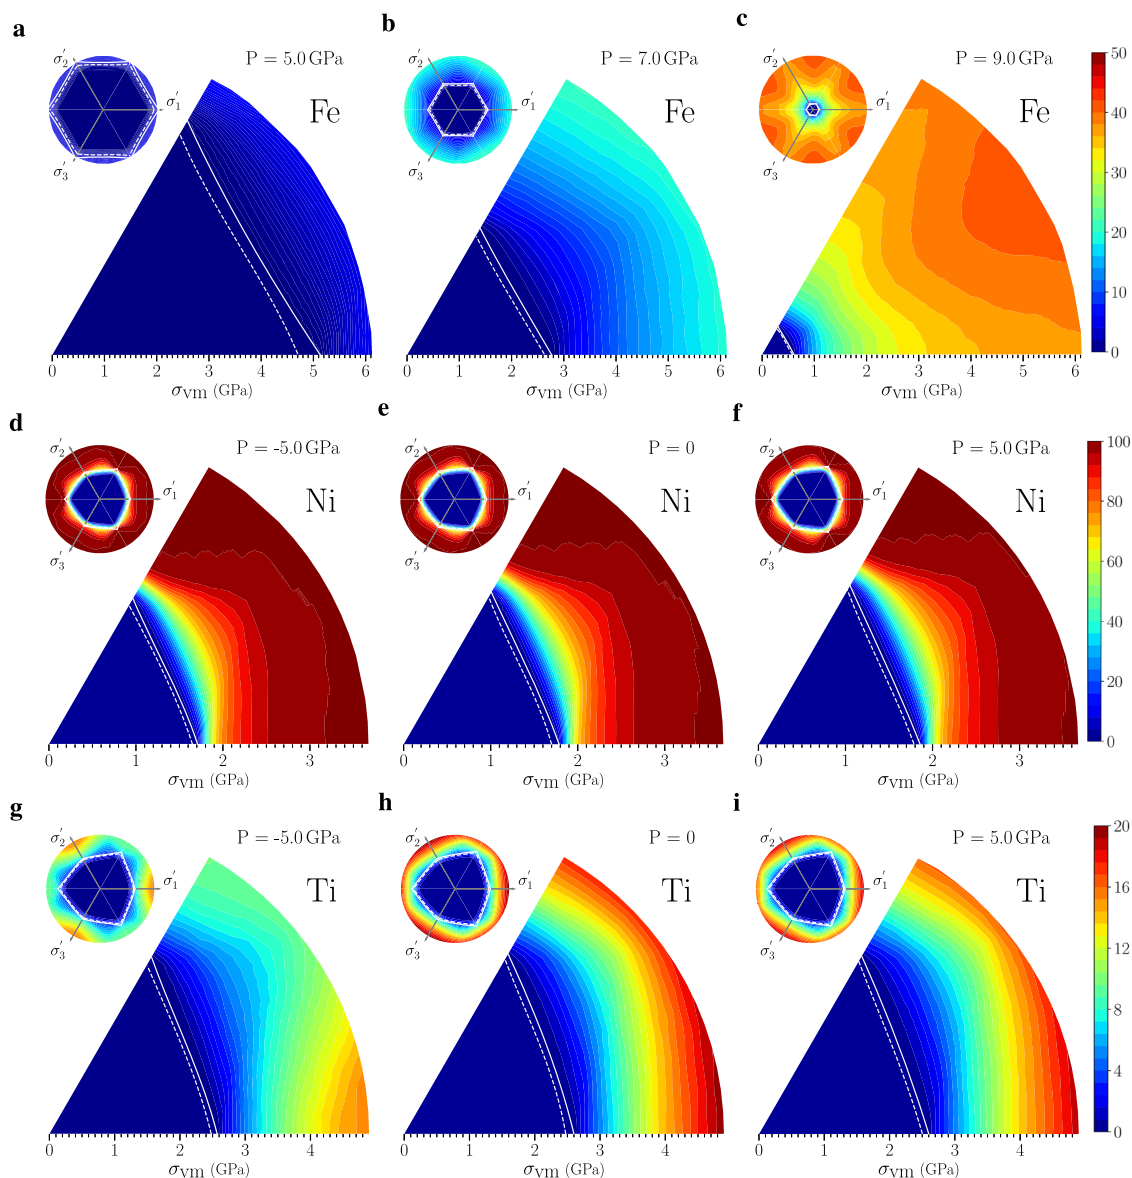 a
b
c
P = 5.0 GPa
P = 7.0 GPa
P = 9.0 GPa
σ′2
σ′1
σ′3
Fe
σ′2
σ′1
σ′3
Fe
σ′2
σ′1
σ′3
Fe
50
40
30
20
10
0
0 1 2 3 4 5 6
σVM (GPa)
0 1 2 3 4 5 6
σVM (GPa)
0 1 2 3 4 5 6
σVM (GPa)
d
e
f
P = -5.0 GPa
P = 0
P = 5.0 GPa
σ′2
σ′1
σ′3
Ni
σ′2
σ′1
σ′3
Ni
σ′2
σ′1
σ′3
Ni
100
80
60
40
20
0
0 1 2 3
σVM (GPa)
0 1 2 3
σVM (GPa)
0 1 2 3
σVM (GPa)
g
h
i
P = -5.0 GPa
P = 0
P = 5.0 GPa
σ′2
σ′1
σ′3
Ti
σ′2
σ′1
σ′3
Ti
σ′2
σ′1
σ′3
Ti
20
16
12
8
4
0
0 1 2 3 4
σVM (GPa)
0 1 2 3 4
σVM (GPa)
0 1 2 3 4
σVM (GPa)